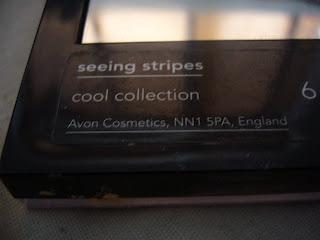 seeing stripes
cool collection 6
Avon Cosmetics, NN1 5PA, England